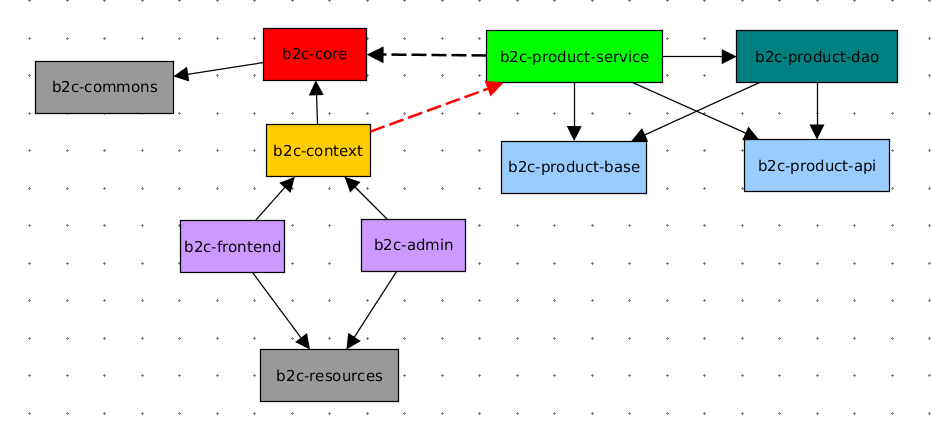 b2c-core
b2c-product-service
b2c-product-dao
b2c-commons
b2c-context
b2c-product-base
b2c-product-api
b2c-frontend
b2c-admin
b2c-resources